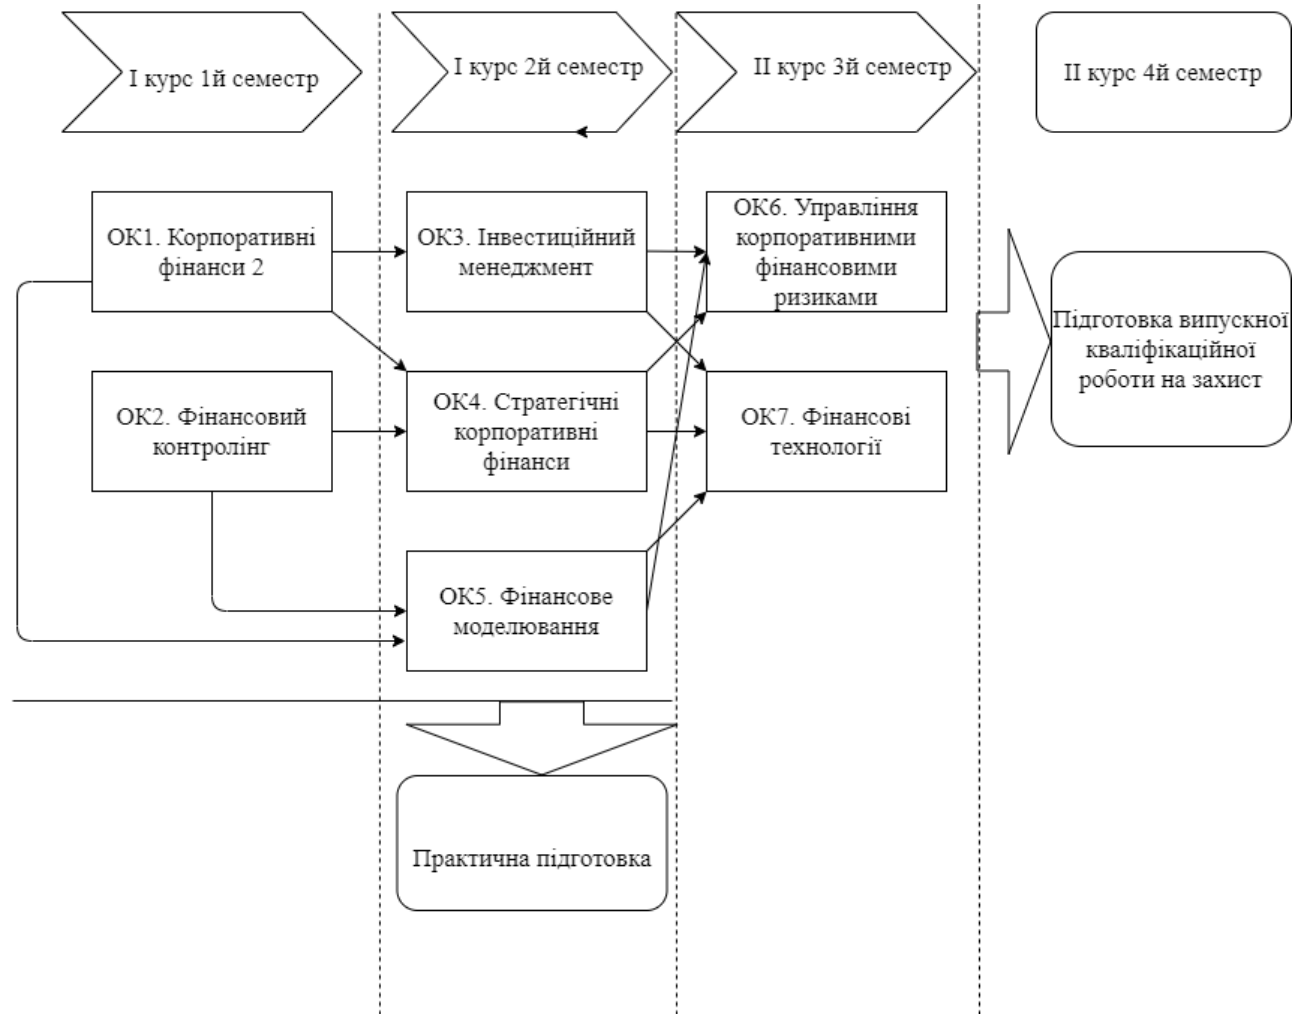 І курс 1й семестр
І курс 2й семестр
ІІ курс 3й семестр
ІІ курс 4й семестр
ОК1. Корпоративні
фінанси 2
ОК3. Інвестиційний
менеджмент
ОК6. Управління
корпоративними
фінансовими
ризиками
Підготовка випускної
кваліфікаційної
роботи на захист
ОК2. Фінансовий
контролінг
ОК4. Стратегічні
корпоративні
фінанси
ОК7. Фінансові
технології
ОК5. Фінансове
моделювання
Практична підготовка